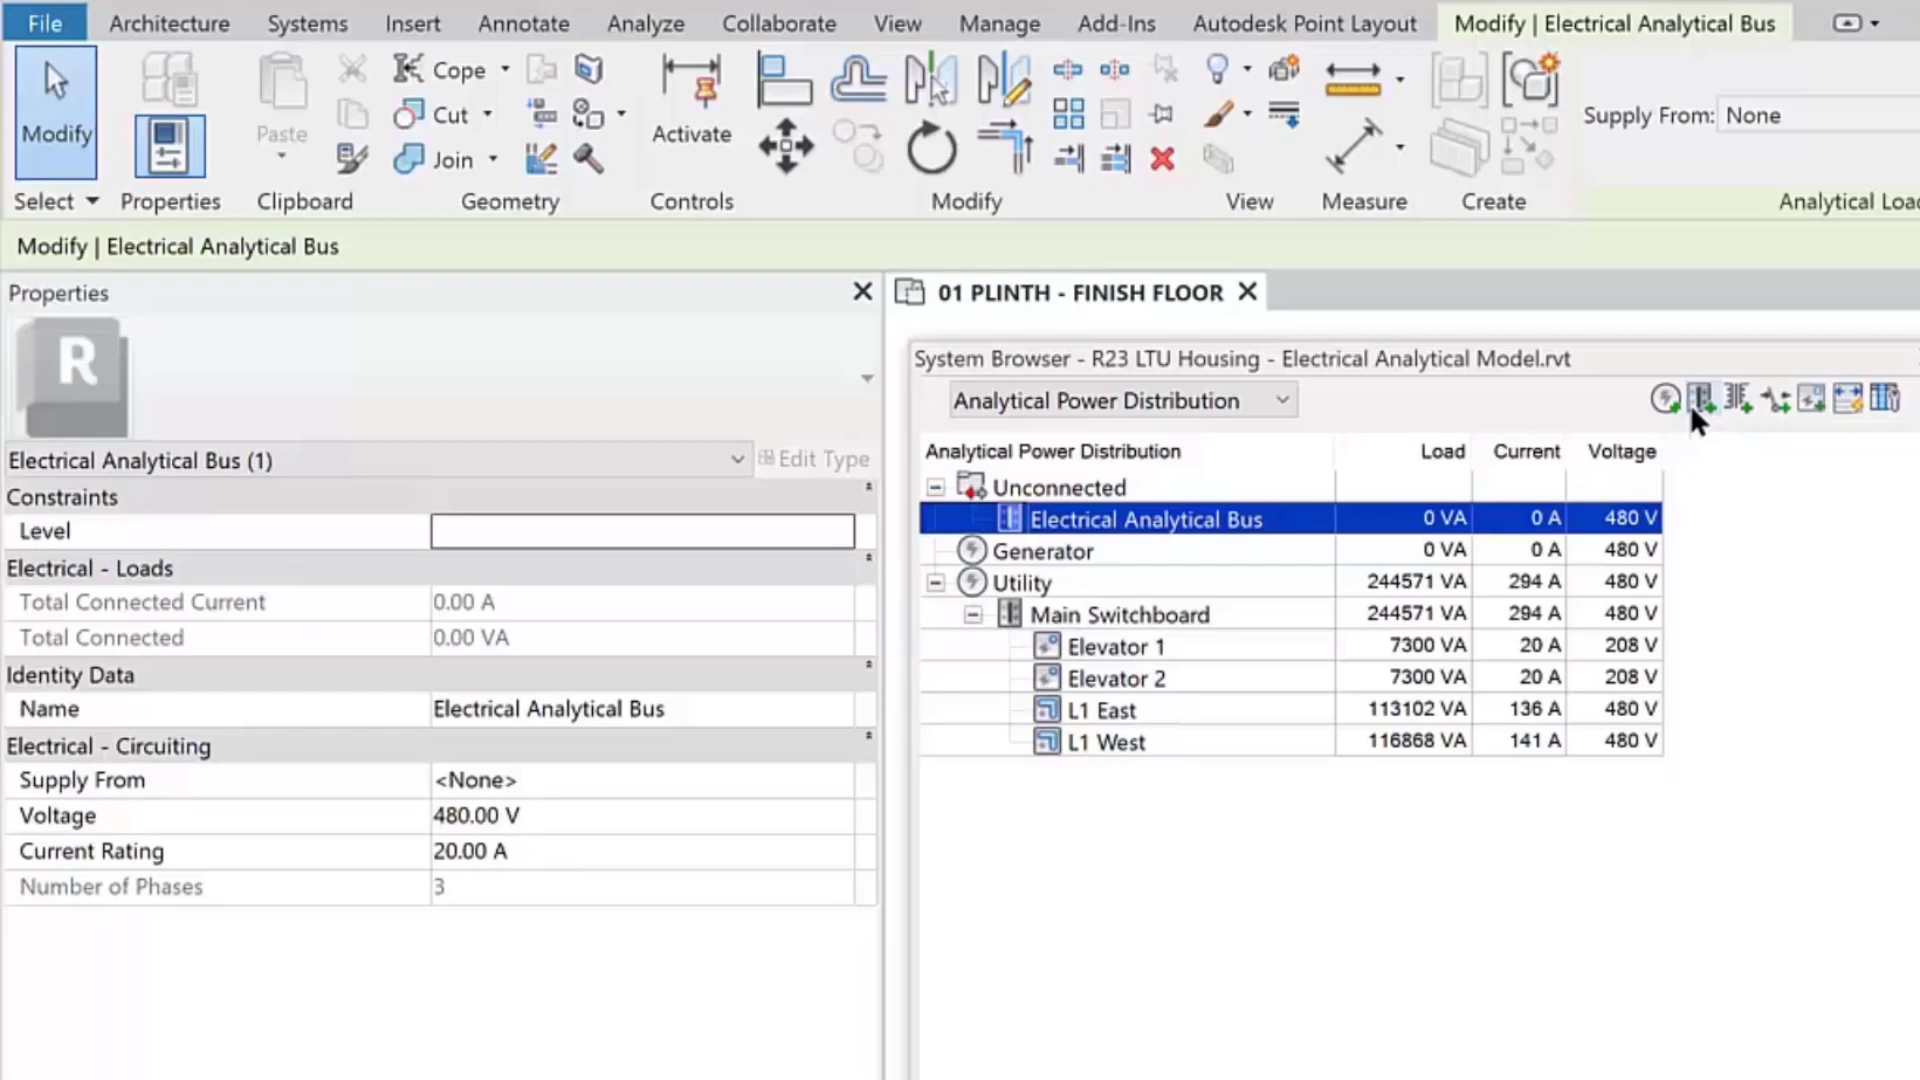 File Architecture Systems Insert Annotate Analyze Collaborate View Manage Add-Ins Autodesk Point Layout Modify | Electrical Analytical Bus
Cope
Modify Paste Cut Activate Supply From: None
Join
Select Properties Clipboard Geometry Controls Modify View Measure Create Analytical Loa
Modify | Electrical Analytical Bus
Properties
R
Electrical Analytical Bus (1) Edit Type
Constraints
Level
Electrical - Loads
Total Connected Current 0.00 A
Total Connected 0.00 VA
Identity Data
Name Electrical Analytical Bus
Electrical - Circuiting
Supply From <None>
Voltage 480.00 V
Current Rating 20.00 A
Number of Phases 3
01 PLINTH - FINISH FLOOR
System Browser - R23 LTU Housing - Electrical Analytical Model.rvt
Analytical Power Distribution
Analytical Power Distribution Load Current Voltage
Unconnected
Electrical Analytical Bus 0 VA 0 A 480 V
Generator 0 VA 0 A 480 V
Utility 244571 VA 294 A 480 V
Main Switchboard 244571 VA 294 A 480 V
Elevator 1 7300 VA 20 A 208 V
Elevator 2 7300 VA 20 A 208 V
L1 East 113102 VA 136 A 480 V
L1 West 116868 VA 141 A 480 V